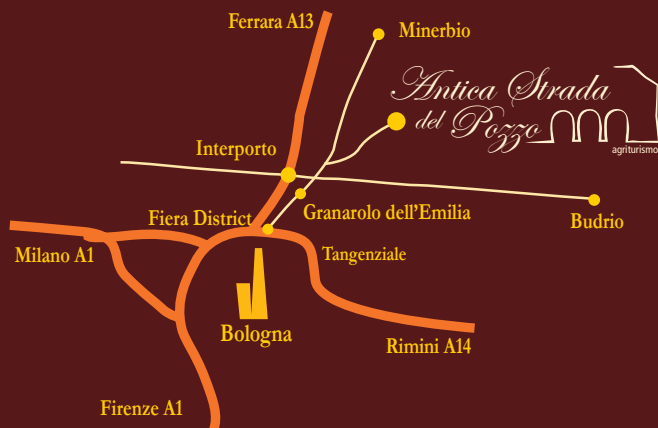 Ferrara A13
Minerbio
Antica Strada
del Pozzo
agriturismo
Interporto
Fiera District
Granarolo dell'Emilia
Budrio
Milano A1
Tangenziale
Bologna
Rimini A14
Firenze A1